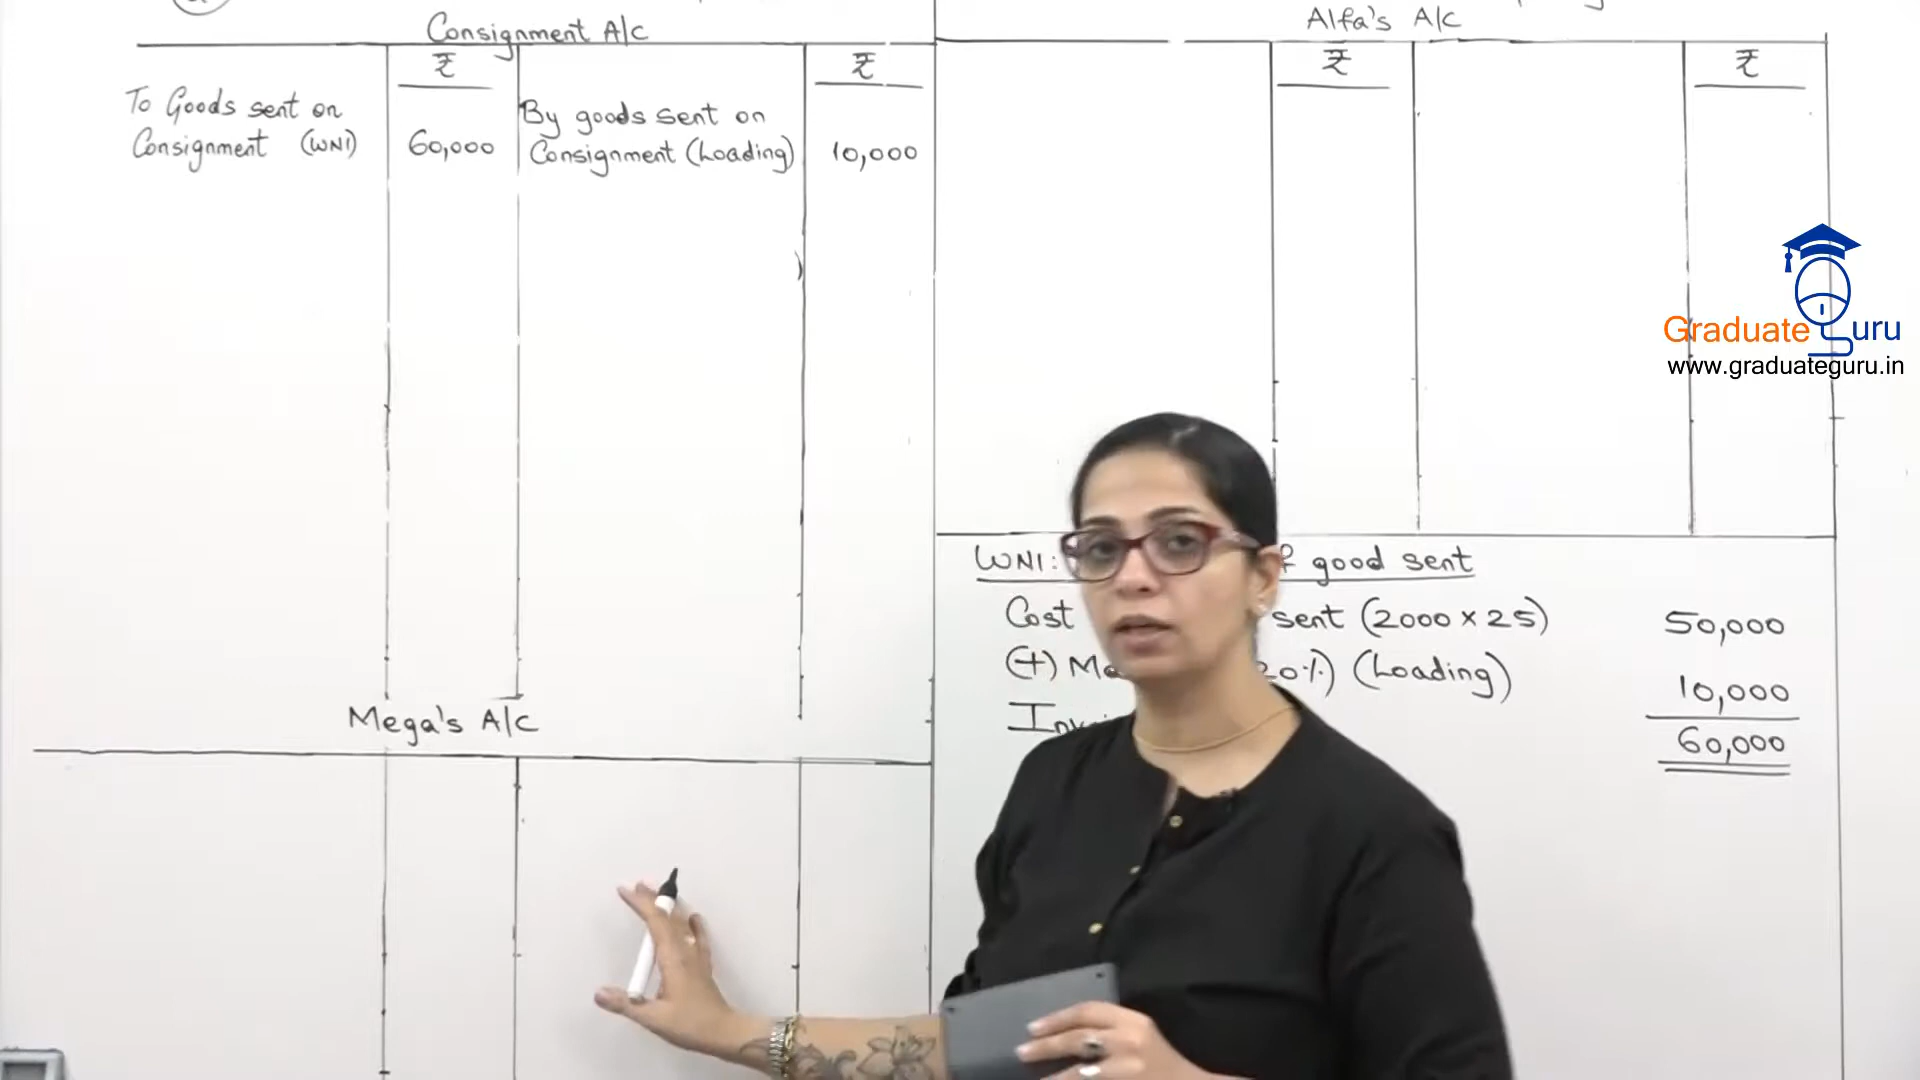 Consignment A/C
₹
₹
To Goods sent on
Consignment (WN1)
60,000
By goods sent on
Consignment (Loading)
10,000
Alfa's A/C
₹
₹
Graduate Guru
www.graduateguru.in
WN1: good sent
Cost sent (2000 × 25) 50,000
(+) 20%) (Loading) 10,000
60,000
Mega's A/C